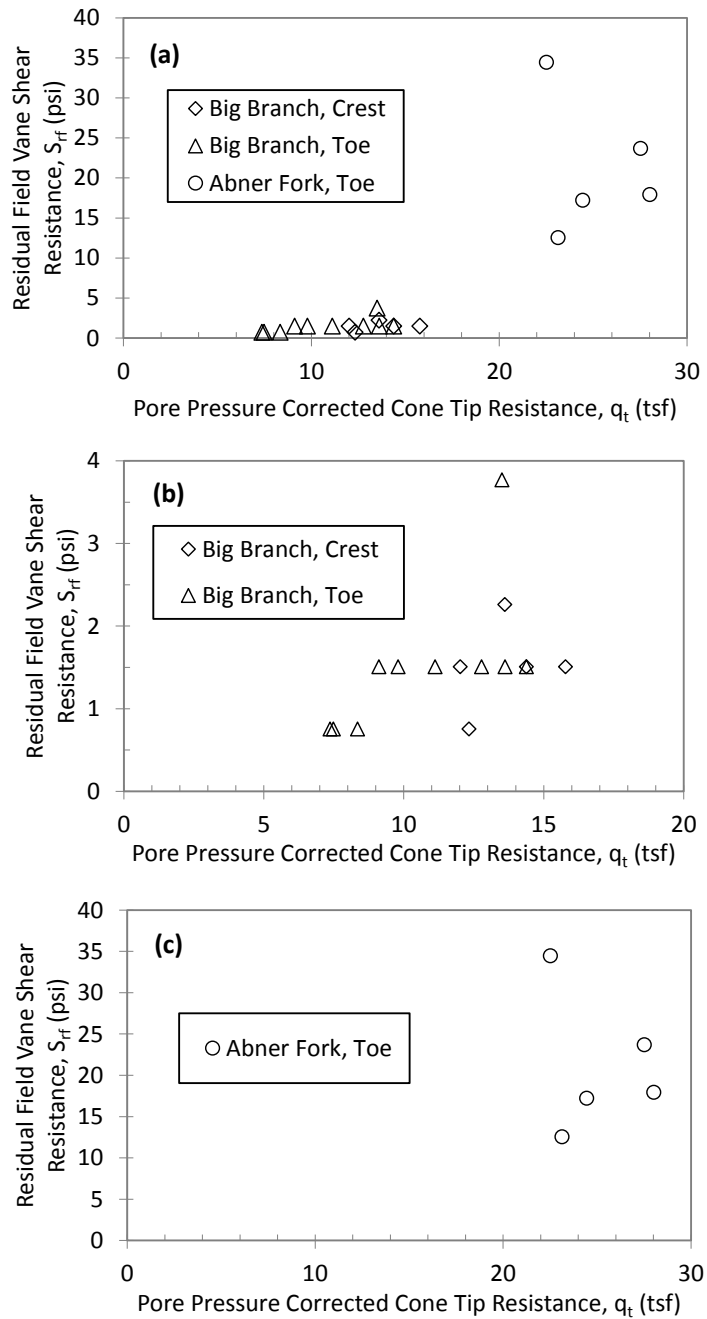 (a)
Residual Field Vane Shear
Resistance, Srf (psi)
40
35
30
25
20
15
10
5
0
Big Branch, Crest
Big Branch, Toe
Abner Fork, Toe
0 10 20 30
Pore Pressure Corrected Cone Tip Resistance, qt (tsf)
(b)
Residual Field Vane Shear
Resistance, Srf (psi)
4
3
2
1
0
Big Branch, Crest
Big Branch, Toe
0 5 10 15 20
Pore Pressure Corrected Cone Tip Resistance, qt (tsf)
(c)
Residual Field Vane Shear
Resistance, Srf (psi)
40
35
30
25
20
15
10
5
0
Abner Fork, Toe
0 10 20 30
Pore Pressure Corrected Cone Tip Resistance, qt (tsf)